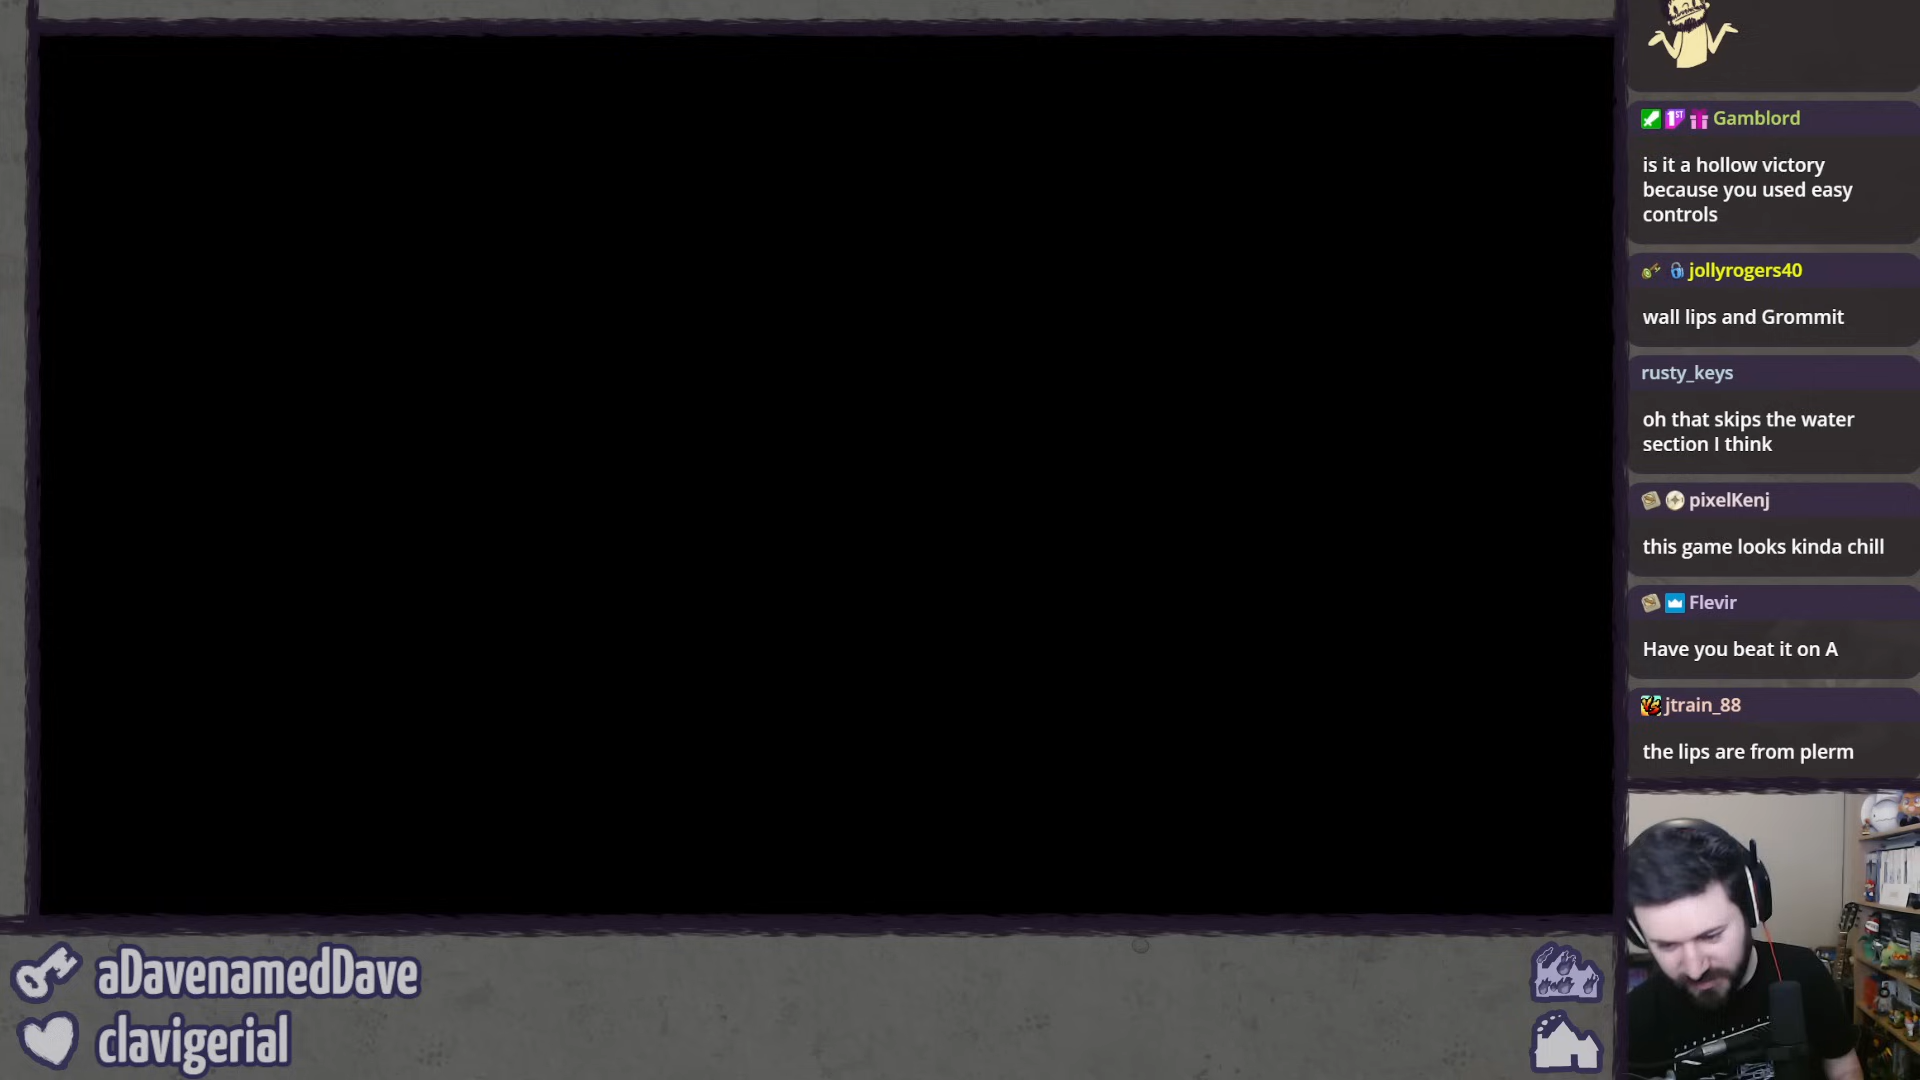 Gamblord
is it a hollow victory
because you used easy
controls
jollyrogers40
wall lips and Grommit
rusty_keys
oh that skips the water
section I think
pixelKenj
this game looks kinda chill
Flevir
Have you beat it on A
jtrain_88
the lips are from plerm
aDavenamedDave
clavigerial